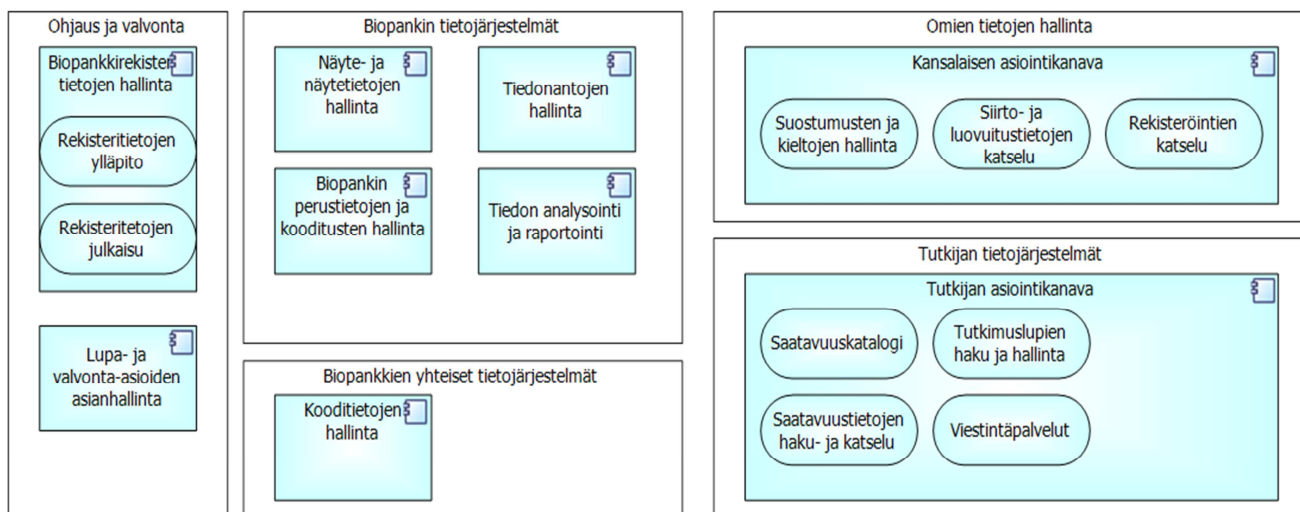 Ohjaus ja valvonta
Biopankkirekisteri
tietojen hallinta
Rekisteritietojen
ylläpito
Rekisteritetojen
julkaisu
Lupa- ja
valvonta-asioiden
asianhallinta
Biopankin tietojärjestelmät
Näyte- ja
näytetietojen
hallinta
Tiedonantojen
hallinta
Biopankin
perustietojen ja
kooditusten hallinta
Tiedon analysointi
ja raportointi
Biopankkien yhteiset tietojärjestelmät
Kooditietojen
hallinta
Omien tietojen hallinta
Kansalaisen asiointikanava
Suostumusten ja
kieltojen hallinta
Siirto- ja
luovuitustietojen
katselu
Rekisteröintien
katselu
Tutkijan tietojärjestelmät
Tutkijan asiointikanava
Saatavuuskatalogi
Tutkimuslupien
haku ja hallinta
Saatavuustietojen
haku- ja katselu
Viestintäpalvelut